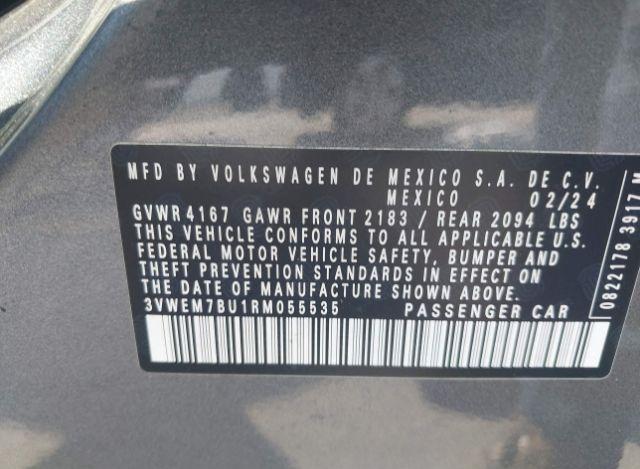 MFD BY VOLKSWAGEN DE MEXICO S.A. DE C.V.
MEXICO 02/24
GVWR 4167 GAWR FRONT 2183 / REAR 2094 LBS
THIS VEHICLE CONFORMS TO ALL APPLICABLE U.S.
FEDERAL MOTOR VEHICLE SAFETY, BUMPER AND
THEFT PREVENTION STANDARDS IN EFFECT ON
THE DATE OF MANUFACTURE SHOWN ABOVE.
3VWEM7BU1RM055535 PASSENGER CAR
0822178 3917 M